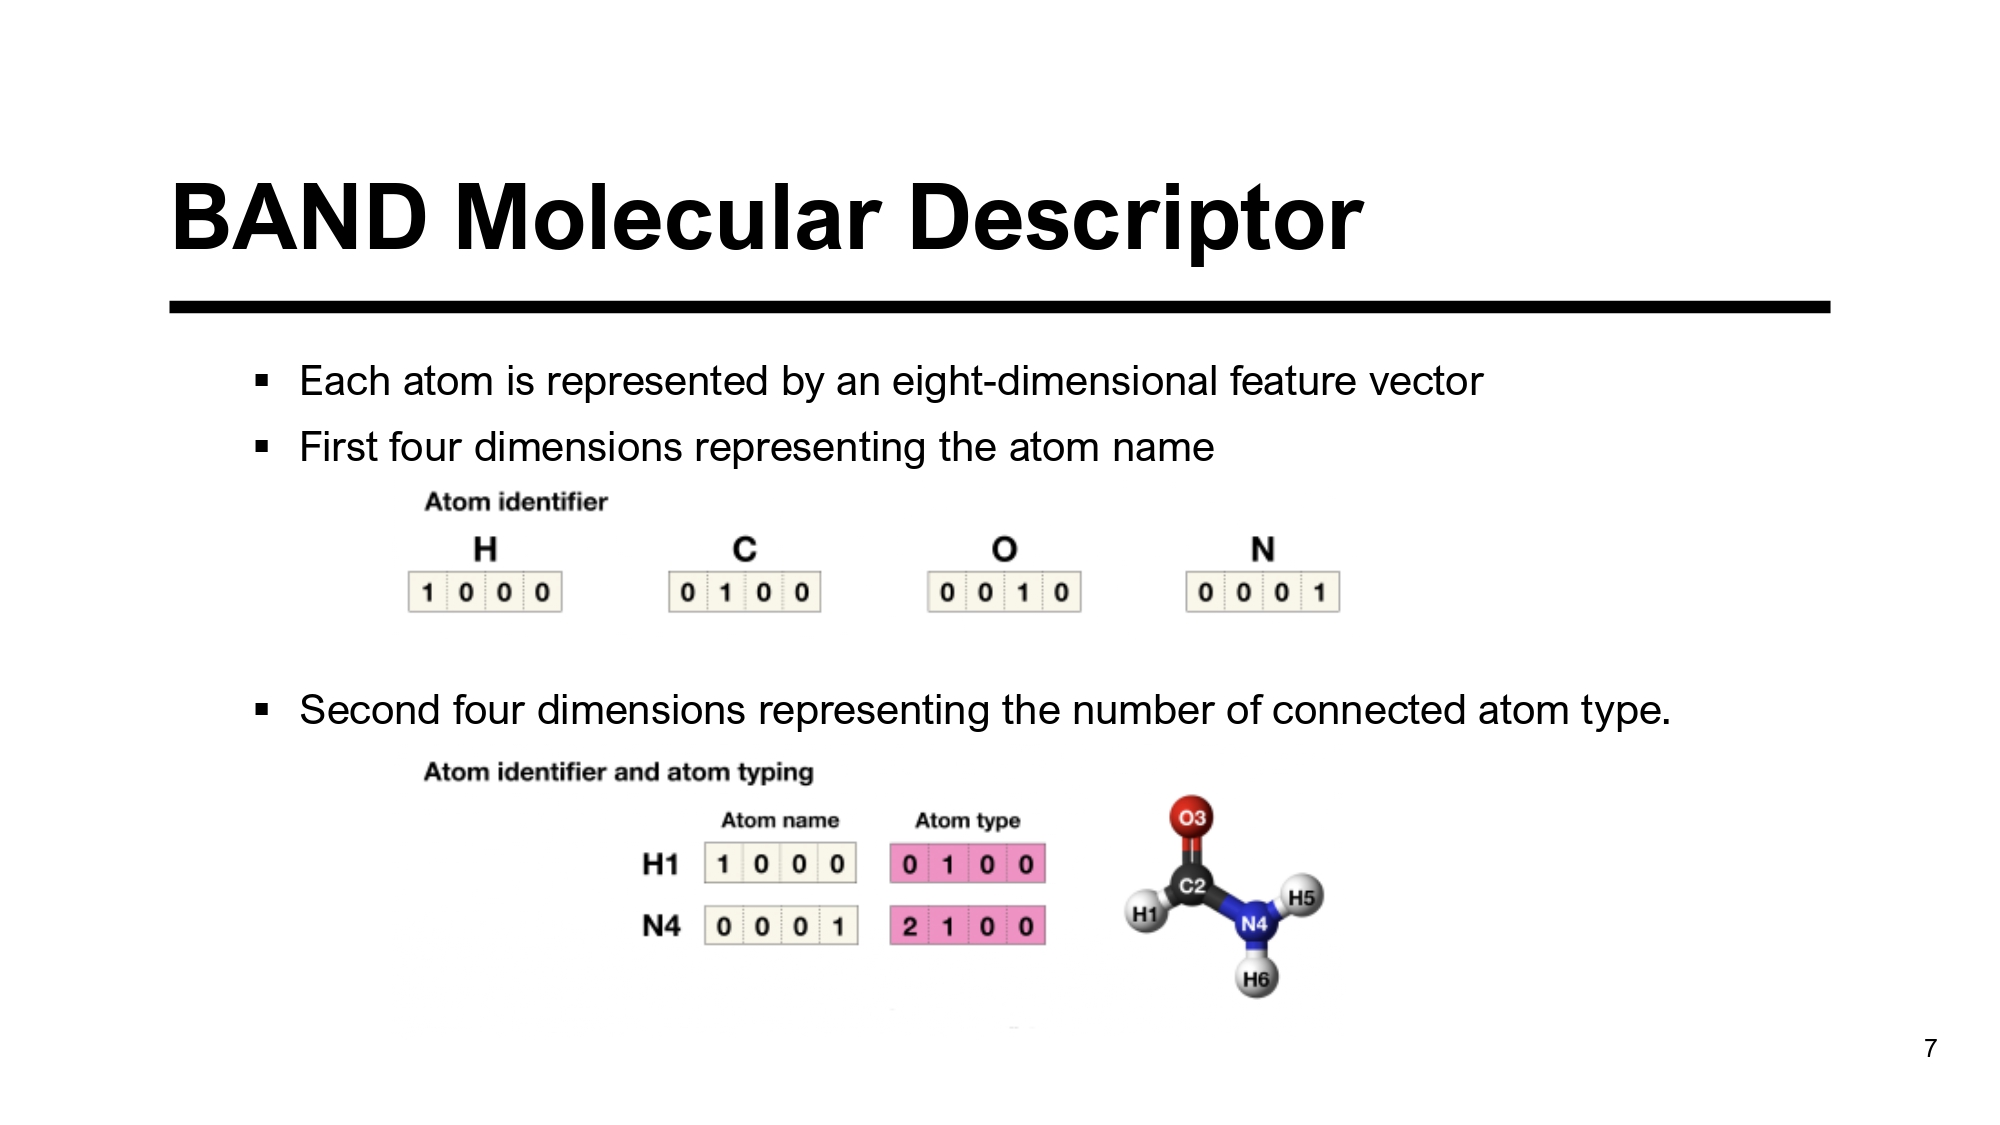 BAND Molecular Descriptor
▪ Each atom is represented by an eight-dimensional feature vector
▪ First four dimensions representing the atom name
Atom identifier
H C O N
1 0 0 0 0 1 0 0 0 0 1 0 0 0 0 1
▪ Second four dimensions representing the number of connected atom type.
Atom identifier and atom typing
Atom name Atom type
H1 1 0 0 0 0 1 0 0
N4 0 0 0 1 2 1 0 0
O3
C2
H1
H5
N4
H6
7